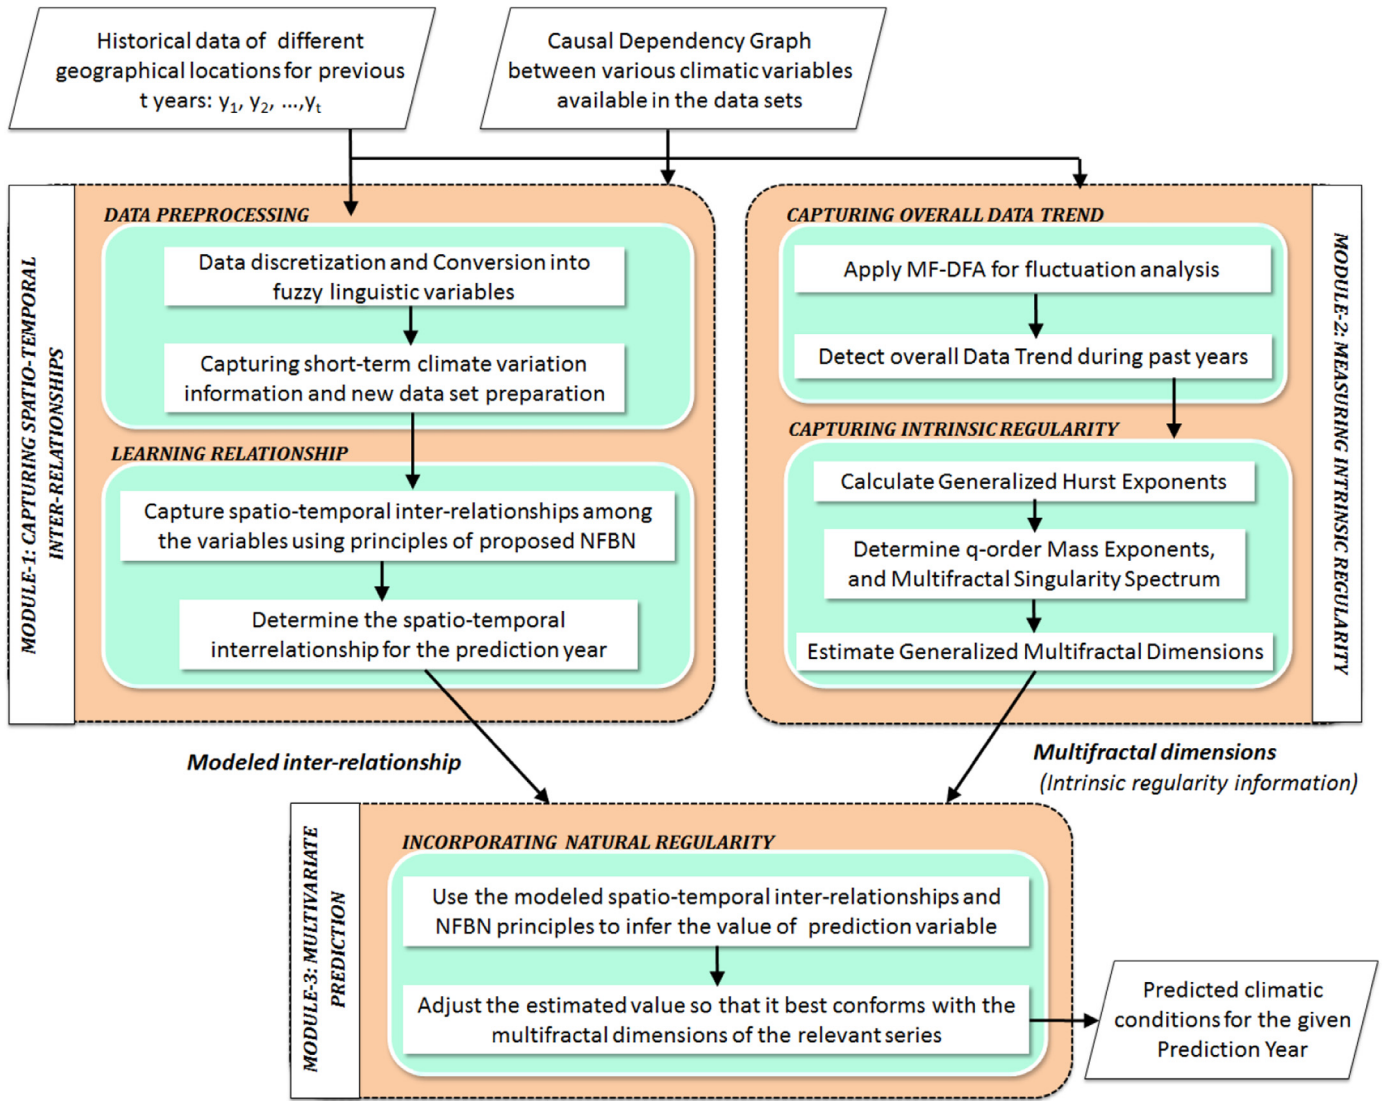 Historical data of different
geographical locations for previous
t years: y1, y2, ...,yt
Causal Dependency Graph
between various climatic variables
available in the data sets
MODULE-1: CAPTURING SPATIO-TEMPORAL
INTER-RELATIONSHIPS
DATA PREPROCESSING
Data discretization and Conversion into
fuzzy linguistic variables
Capturing short-term climate variation
information and new data set preparation
LEARNING RELATIONSHIP
Capture spatio-temporal inter-relationships among
the variables using principles of proposed NFBN
Determine the spatio-temporal
interrelationship for the prediction year
CAPTURING OVERALL DATA TREND
Apply MF-DFA for fluctuation analysis
Detect overall Data Trend during past years
CAPTURING INTRINSIC REGULARITY
Calculate Generalized Hurst Exponents
Determine q-order Mass Exponents,
and Multifractal Singularity Spectrum
Estimate Generalized Multifractal Dimensions
MODULE-2: MEASURING INTRINSIC REGULARITY
Modeled inter-relationship
Multifractal dimensions
(Intrinsic regularity information)
MODULE-3: MULTIVARIATE
PREDICTION
INCORPORATING NATURAL REGULARITY
Use the modeled spatio-temporal inter-relationships and
NFBN principles to infer the value of prediction variable
Adjust the estimated value so that it best conforms with the
multifractal dimensions of the relevant series
Predicted climatic
conditions for the given
Prediction Year